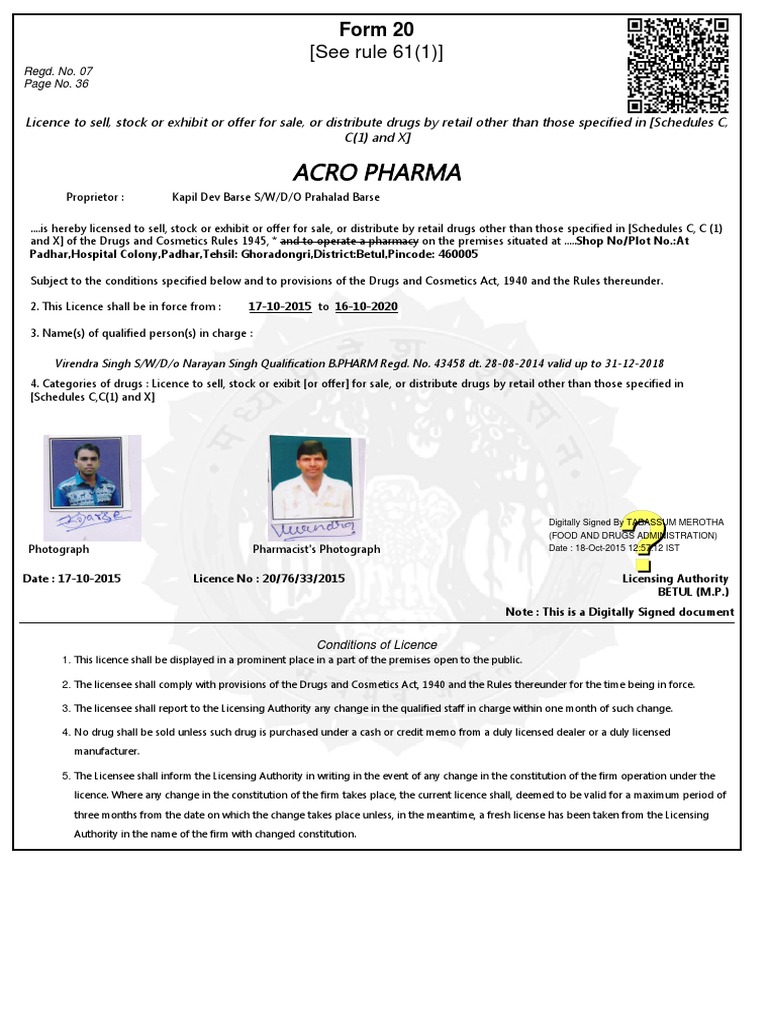 Form 20
[See rule 61(1)]
Regd. No. 07
Page No. 36
Licence to sell, stock or exhibit or offer for sale, or distribute drugs by retail other than those specified in [Schedules C,
C(1) and X]
ACRO PHARMA
Proprietor : Kapil Dev Barse S/W/D/O Prahalad Barse
....is hereby licensed to sell, stock or exhibit or offer for sale, or distribute by retail drugs other than those specified in [Schedules C, C (1)
and X] of the Drugs and Cosmetics Rules 1945, * and to operate a pharmacy on the premises situated at .....Shop No/Plot No.:At
Padhar,Hospital Colony,Padhar,Tehsil: Ghoradongri,District:Betul,Pincode: 460005
Subject to the conditions specified below and to provisions of the Drugs and Cosmetics Act, 1940 and the Rules thereunder.
2. This Licence shall be in force from : 17-10-2015 to 16-10-2020
3. Name(s) of qualified person(s) in charge :
Virendra Singh S/W/D/o Narayan Singh Qualification B.PHARM Regd. No. 43458 dt. 28-08-2014 valid up to 31-12-2018
4. Categories of drugs : Licence to sell, stock or exibit [or offer] for sale, or distribute drugs by retail other than those specified in
[Schedules C,C(1) and X]
Virendra
Digitally Signed By TABASSUM MEROTHA
(FOOD AND DRUGS ADMINISTRATION)
Date : 18-Oct-2015 12:57:12 IST
?
Photograph Pharmacist's Photograph
Date : 17-10-2015 Licence No : 20/76/33/2015 Licensing Authority
BETUL (M.P.)
Note : This is a Digitally Signed document
Conditions of Licence
1. This licence shall be displayed in a prominent place in a part of the premises open to the public.
2. The licensee shall comply with provisions of the Drugs and Cosmetics Act, 1940 and the Rules thereunder for the time being in force.
3. The licensee shall report to the Licensing Authority any change in the qualified staff in charge within one month of such change.
4. No drug shall be sold unless such drug is purchased under a cash or credit memo from a duly licensed dealer or a duly licensed
manufacturer.
5. The Licensee shall inform the Licensing Authority in writing in the event of any change in the constitution of the firm operation under the
licence. Where any change in the constitution of the firm takes place, the current licence shall, deemed to be valid for a maximum period of
three months from the date on which the change takes place unless, in the meantime, a fresh license has been taken from the Licensing
Authority in the name of the firm with changed constitution.